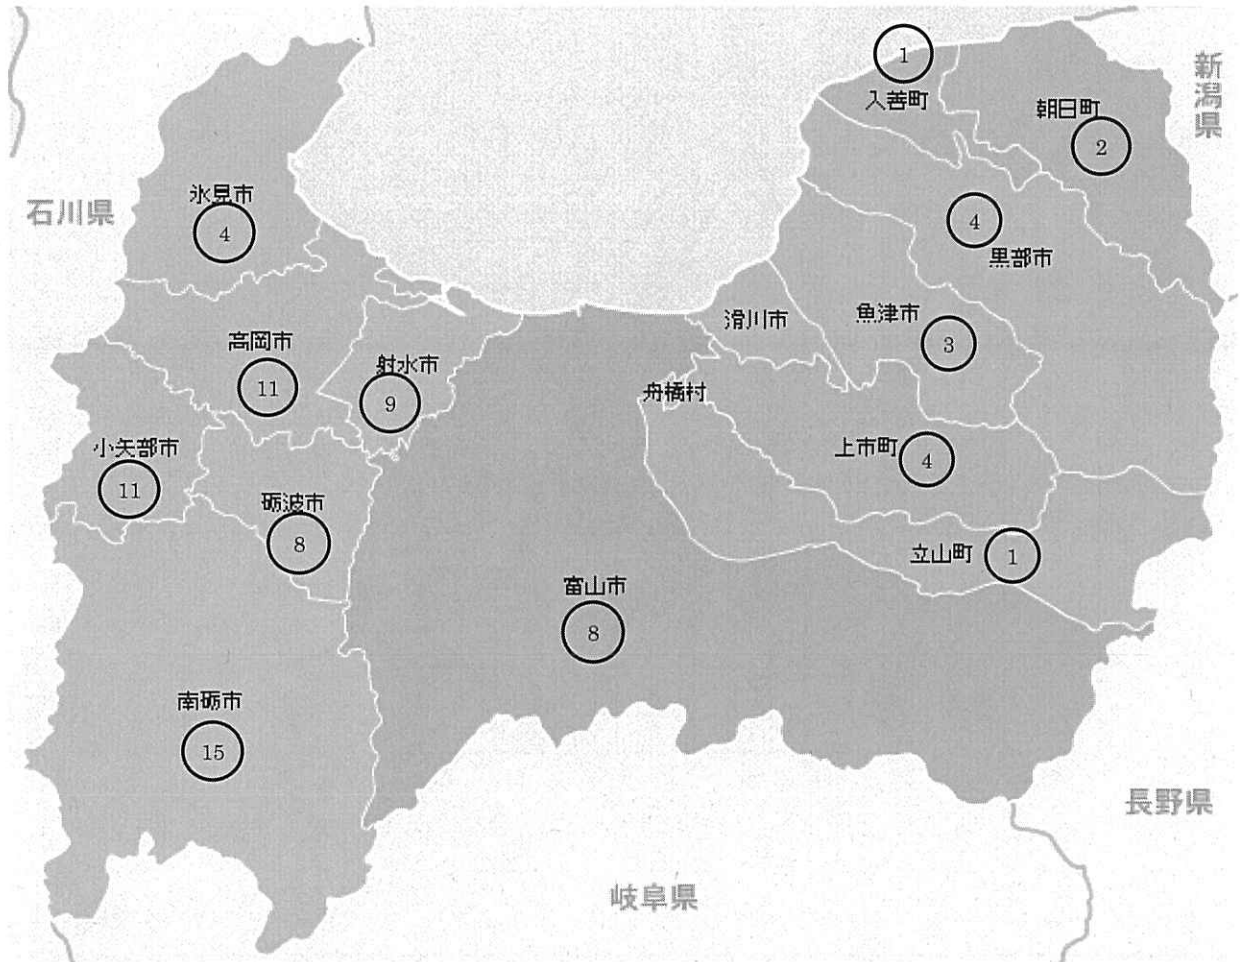 1
入善町
新潟県
朝日町
2
氷見市
4
石川県
4
黒部市
滑川市
魚津市
3
高岡市
11
射水市
9
舟橋村
小矢部市
11
上市町
4
砺波市
8
立山町
1
富山市
8
南砺市
15
長野県
岐阜県